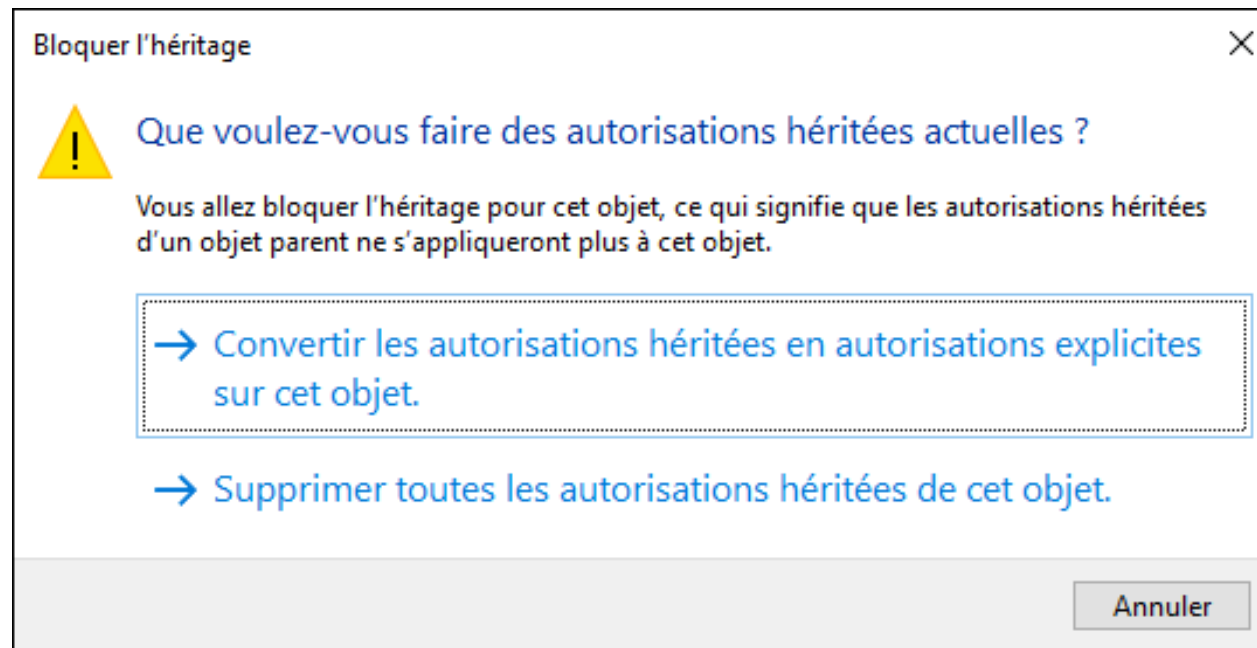 Bloquer l'héritage
Que voulez-vous faire des autorisations héritées actuelles ?
Vous allez bloquer l'héritage pour cet objet, ce qui signifie que les autorisations héritées
d'un objet parent ne s'appliqueront plus à cet objet.
Convertir les autorisations héritées en autorisations explicites
sur cet objet.
Supprimer toutes les autorisations héritées de cet objet.
Annuler